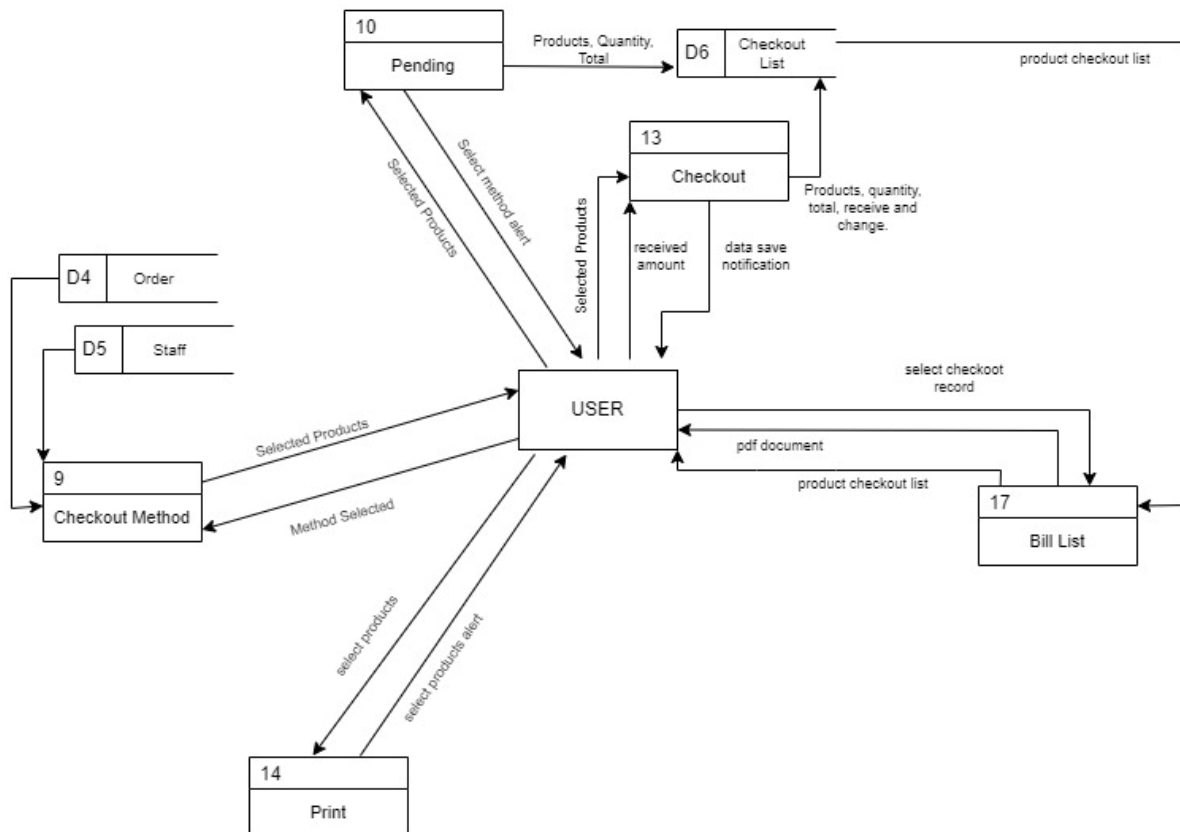 10
Pending
Products, Quantity,
Total
D6
Checkout
List
product checkout list
13
Checkout
Select method alert
Selected Products
Selected Products
received
amount
data save
notification
Products, quantity,
total, receive and
change.
D4
Order
D5
Staff
USER
select checkoot
record
pdf document
product checkout list
Selected Products
Method Selected
9
Checkout Method
17
Bill List
select products
select products alert
14
Print